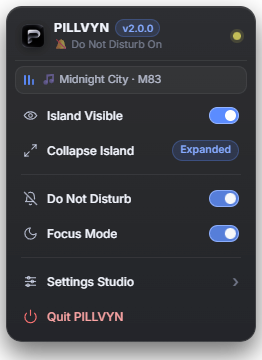 PILLVYN v2.0.0
Do Not Disturb On
Midnight City · M83
Island Visible
Collapse Island Expanded
Do Not Disturb
Focus Mode
Settings Studio
Quit PILLVYN